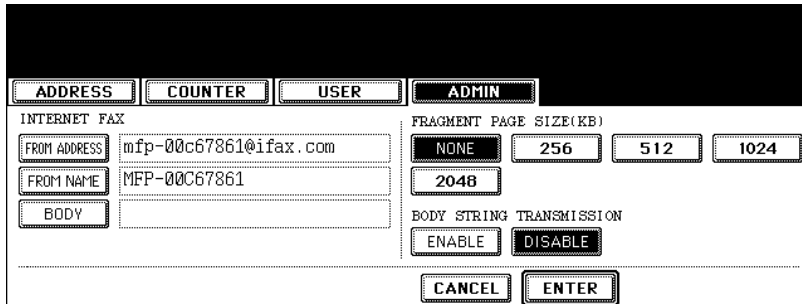 ADDRESS COUNTER USER ADMIN
INTERNET FAX
FROM ADDRESS mfp-00c67861@ifax.com
FROM NAME MFP-00C67861
BODY
FRAGMENT PAGE SIZE(KB)
NONE 256 512 1024
2048
BODY STRING TRANSMISSION
ENABLE DISABLE
CANCEL ENTER